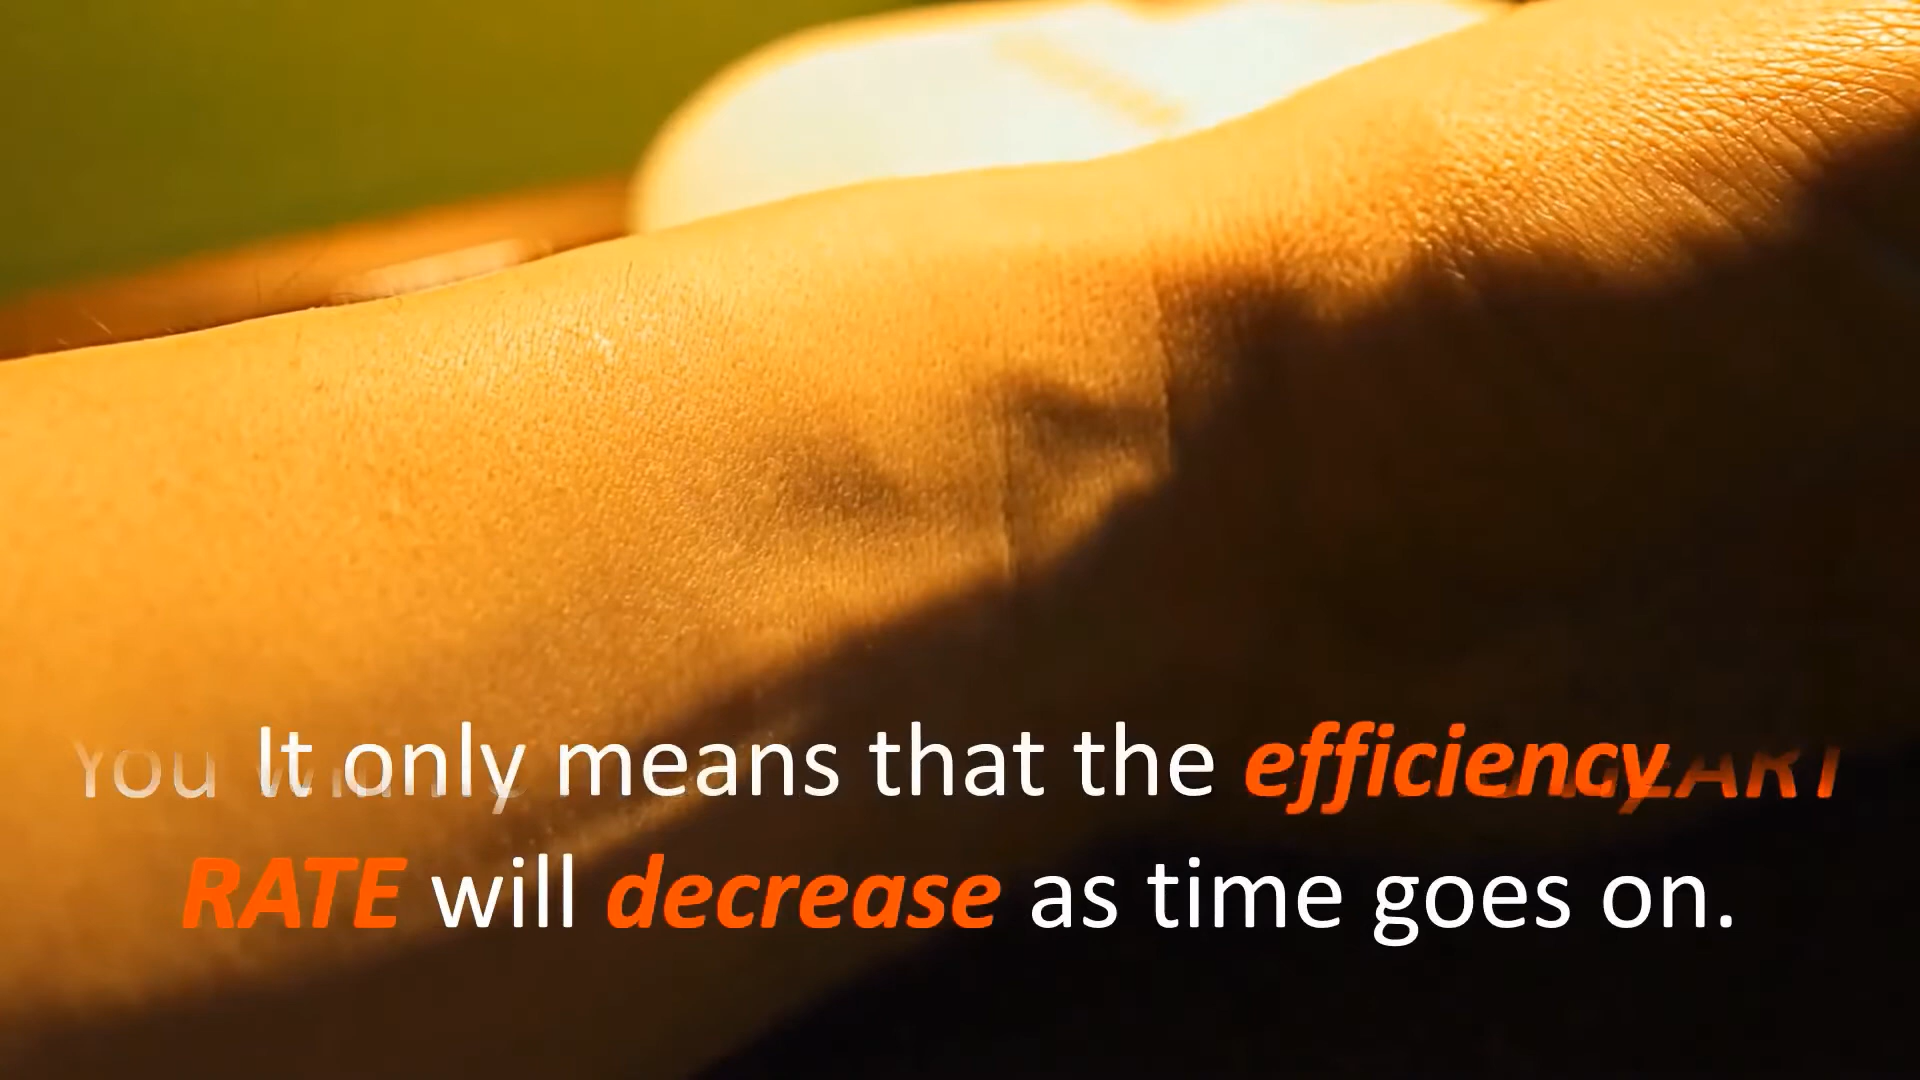 It only means that the efficiency
RATE will decrease as time goes on.